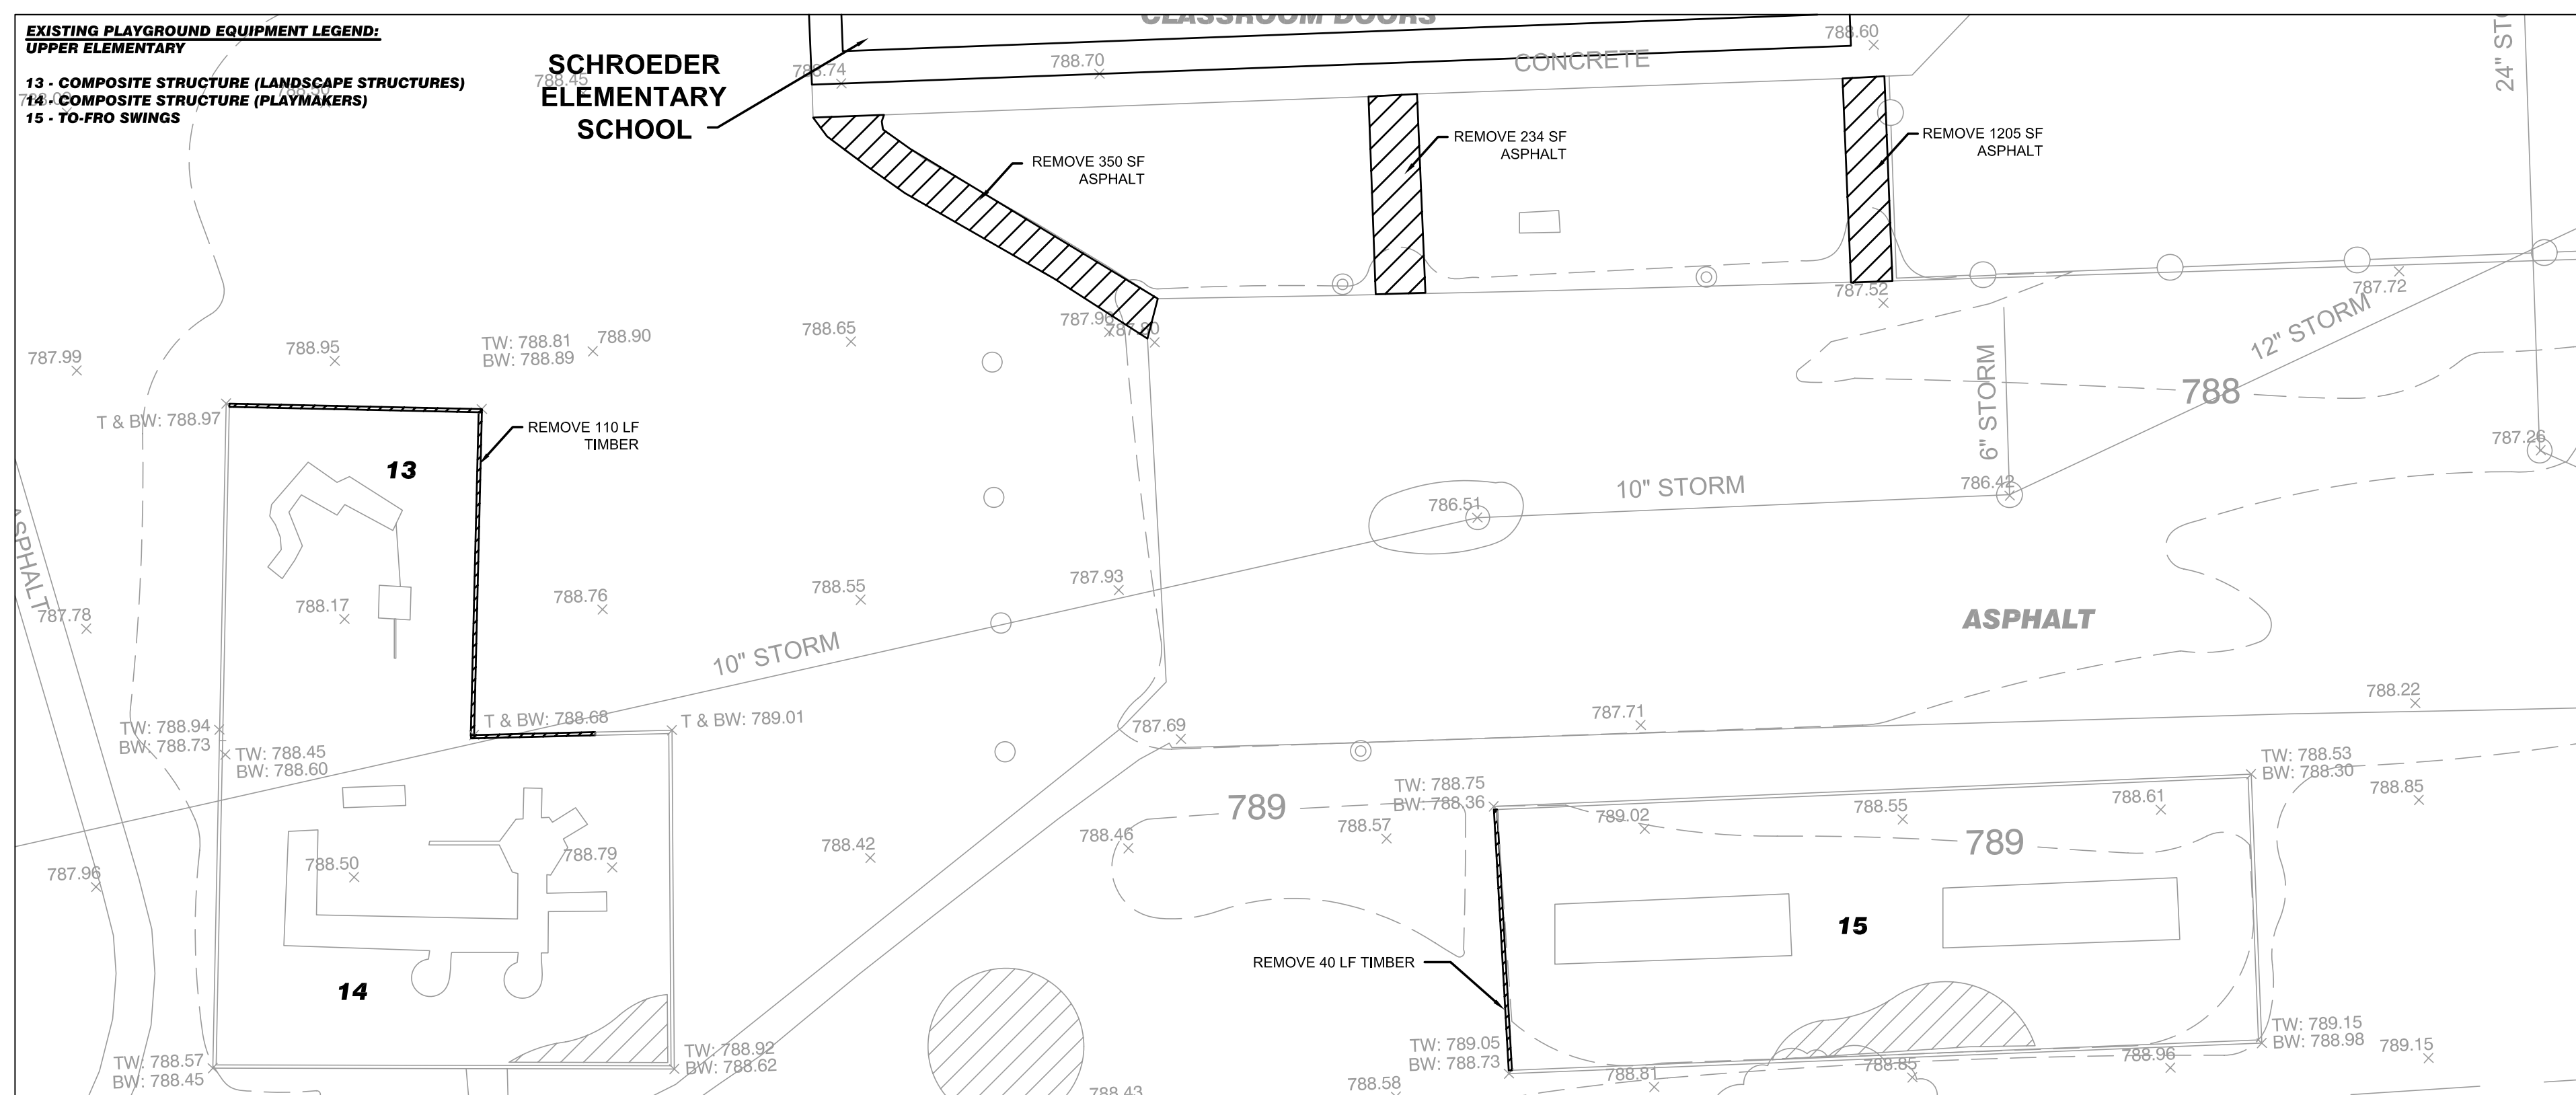 EXISTING PLAYGROUND EQUIPMENT LEGEND:
UPPER ELEMENTARY
13 - COMPOSITE STRUCTURE (LANDSCAPE STRUCTURES)
14 - COMPOSITE STRUCTURE (PLAYMAKERS)
15 - TO-FRO SWINGS
SCHROEDER
ELEMENTARY
SCHOOL
CLASSROOM DOORS
CONCRETE
788.45
788.74
788.70
788.60
24" STO
REMOVE 350 SF
ASPHALT
REMOVE 234 SF
ASPHALT
REMOVE 1205 SF
ASPHALT
787.99
788.95
TW: 788.81
BW: 788.89
788.90
788.65
787.96
787.80
787.52
787.72
12" STORM
6" STORM
788
T & BW: 788.97
REMOVE 110 LF
TIMBER
13
787.26
786.51
10" STORM
786.42
ASPHALT
787.78
788.17
788.76
788.55
787.93
ASPHALT
10" STORM
T & BW: 788.68
T & BW: 789.01
TW: 788.94
BW: 788.73
TW: 788.45
BW: 788.60
787.69
787.71
788.22
789
TW: 788.75
BW: 788.36
TW: 788.53
BW: 788.30
788.85
787.96
788.50
788.79
788.42
788.46
788.57
789.02
788.55
788.61
789
15
14
REMOVE 40 LF TIMBER
TW: 788.57
BW: 788.45
TW: 788.92
BW: 788.62
TW: 789.05
BW: 788.73
TW: 789.15
BW: 788.98
789.15
788.43
788.58
788.81
788.85
788.96